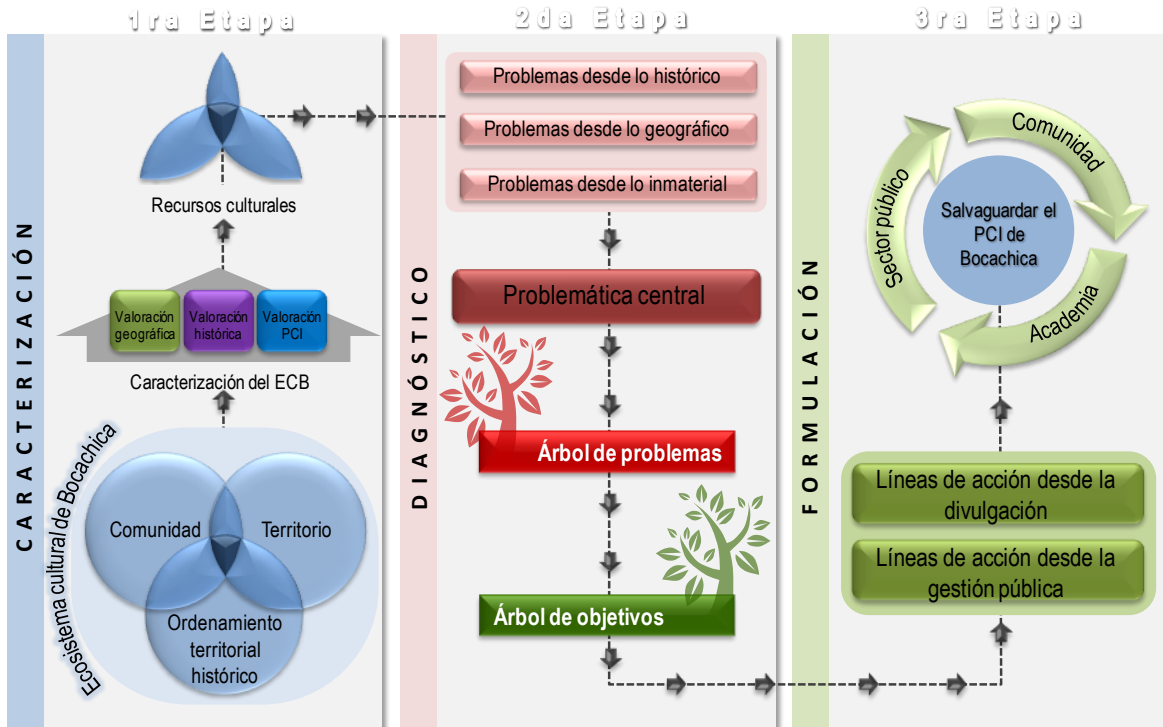 1ra Etapa
CARACTERIZACIÓN
Recursos culturales
Valoración
geográfica
Valoración
histórica
Valoración
PCI
Caracterización del ECB
Ecosistema cultural de Bocachica
Comunidad
Territorio
Ordenamiento
territorial
histórico
2da Etapa
DIAGNÓSTICO
Problemas desde lo histórico
Problemas desde lo geográfico
Problemas desde lo inmaterial
Problemática central
Árbol de problemas
Árbol de objetivos
3ra Etapa
FORMULACIÓN
Comunidad
Sector público
Academia
Salvaguardar el
PCI de
Bocachica
Líneas de acción desde la
divulgación
Líneas de acción desde la
gestión pública